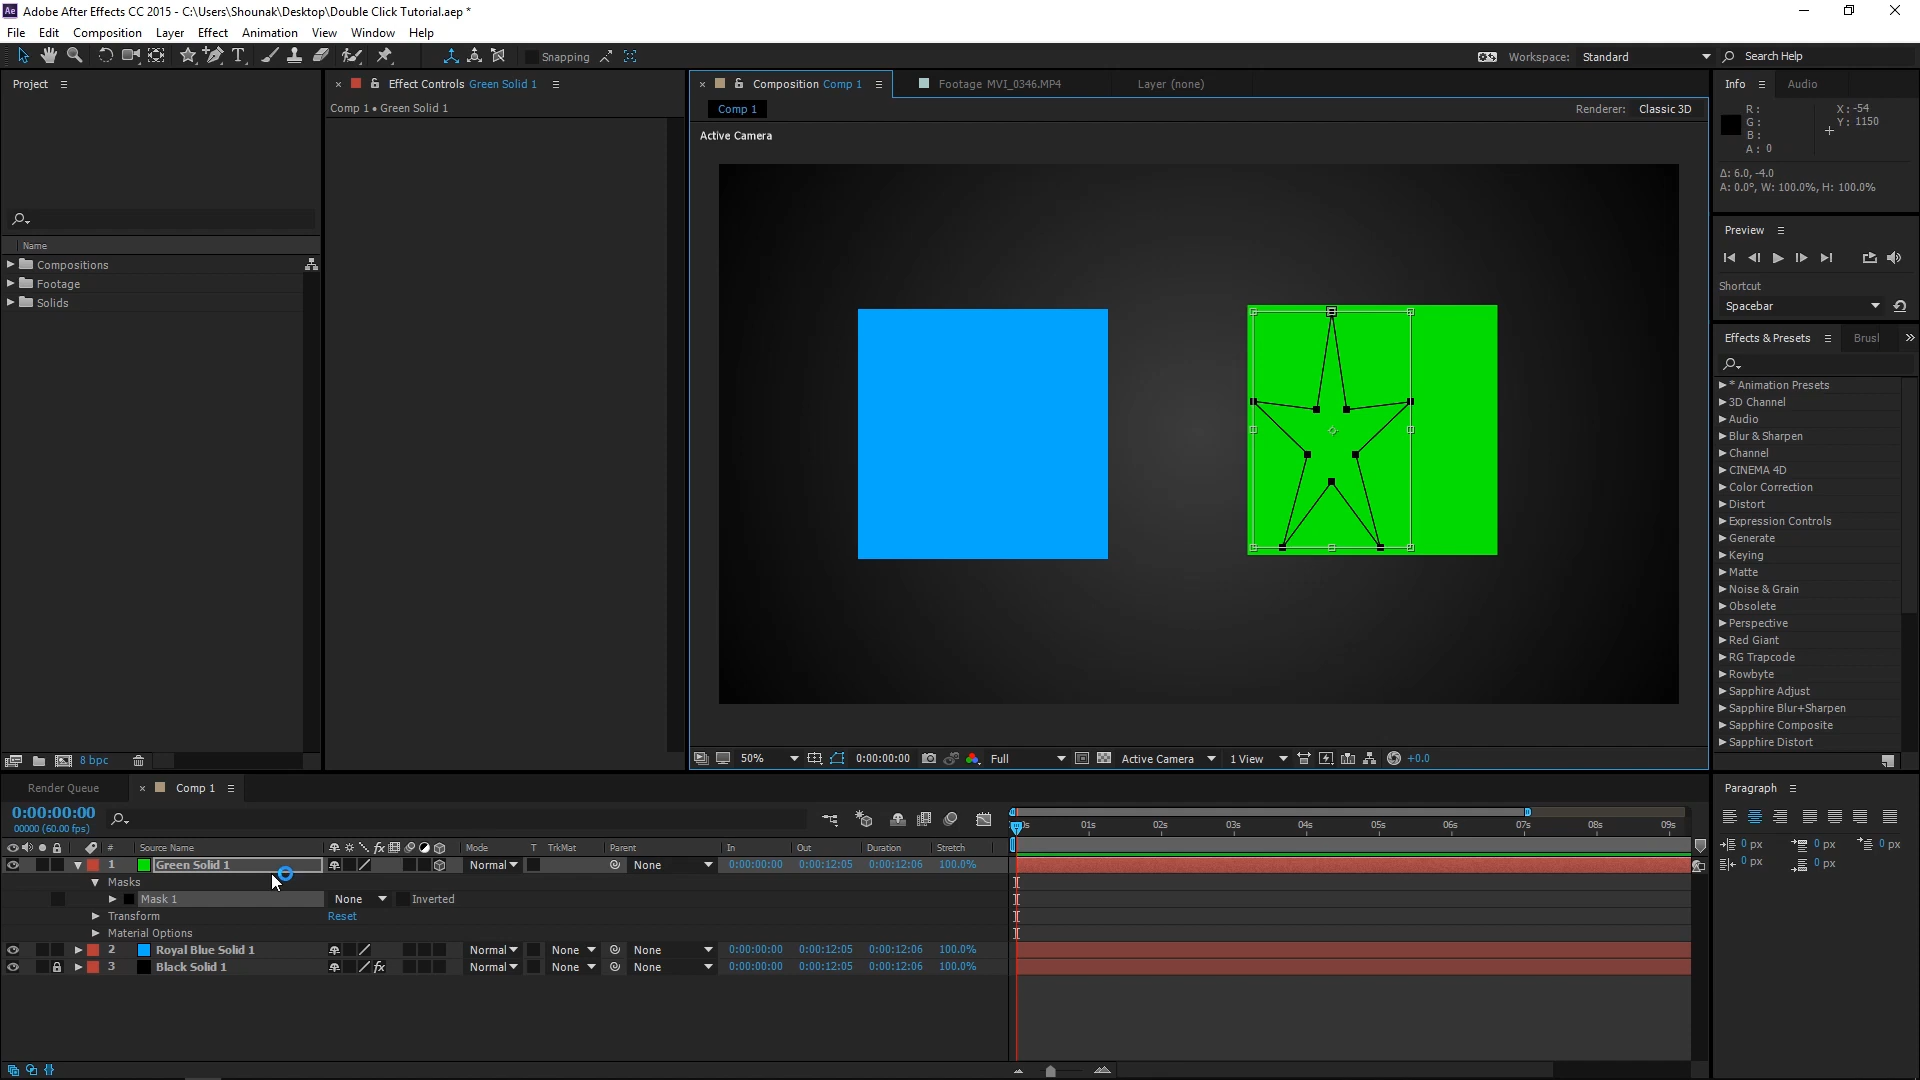 Ae Adobe After Effects CC 2015 - C:\Users\Shounak\Desktop\Double Click Tutorial.aep *
File Edit Composition Layer Effect Animation View Window Help
T Snapping Workspace: Standard Search Help
Project
Effect Controls Green Solid 1
Composition Comp 1
Footage MVI_0346.MP4
Layer (none)
Info Audio
Comp 1 • Green Solid 1
Comp 1
Renderer: Classic 3D
R :
G :
B :
A : 0
X : -54
Y : 1150
Active Camera
Δ: 6.0, -4.0
A: 0.0°, W: 100.0%, H: 100.0%
Name
Compositions
Footage
Solids
Preview
Shortcut
Spacebar
Effects & Presets Brusl
* Animation Presets
3D Channel
Audio
Blur & Sharpen
Channel
CINEMA 4D
Color Correction
Distort
Expression Controls
Generate
Keying
Matte
Noise & Grain
Obsolete
Perspective
Red Giant
RG Trapcode
Rowbyte
Sapphire Adjust
Sapphire Blur+Sharpen
Sapphire Composite
Sapphire Distort
8 bpc
50% 0:00:00:00 Full Active Camera 1 View +0.0
Render Queue Comp 1
Paragraph
0:00:00:00
00000 (60.00 fps)
01s 02s 03s 04s 05s 06s 07s 08s 09s
# Source Name fx Mode T TrkMat Parent In Out Duration Stretch
0 px 0 px 0 px
0 px 0 px
1 Green Solid 1 Normal None 0:00:00:00 0:00:12:05 0:00:12:06 100.0%
Masks
Mask 1 None Inverted
Transform Reset
Material Options
2 Royal Blue Solid 1 Normal None None 0:00:00:00 0:00:12:05 0:00:12:06 100.0%
3 Black Solid 1 fx Normal None None 0:00:00:00 0:00:12:05 0:00:12:06 100.0%